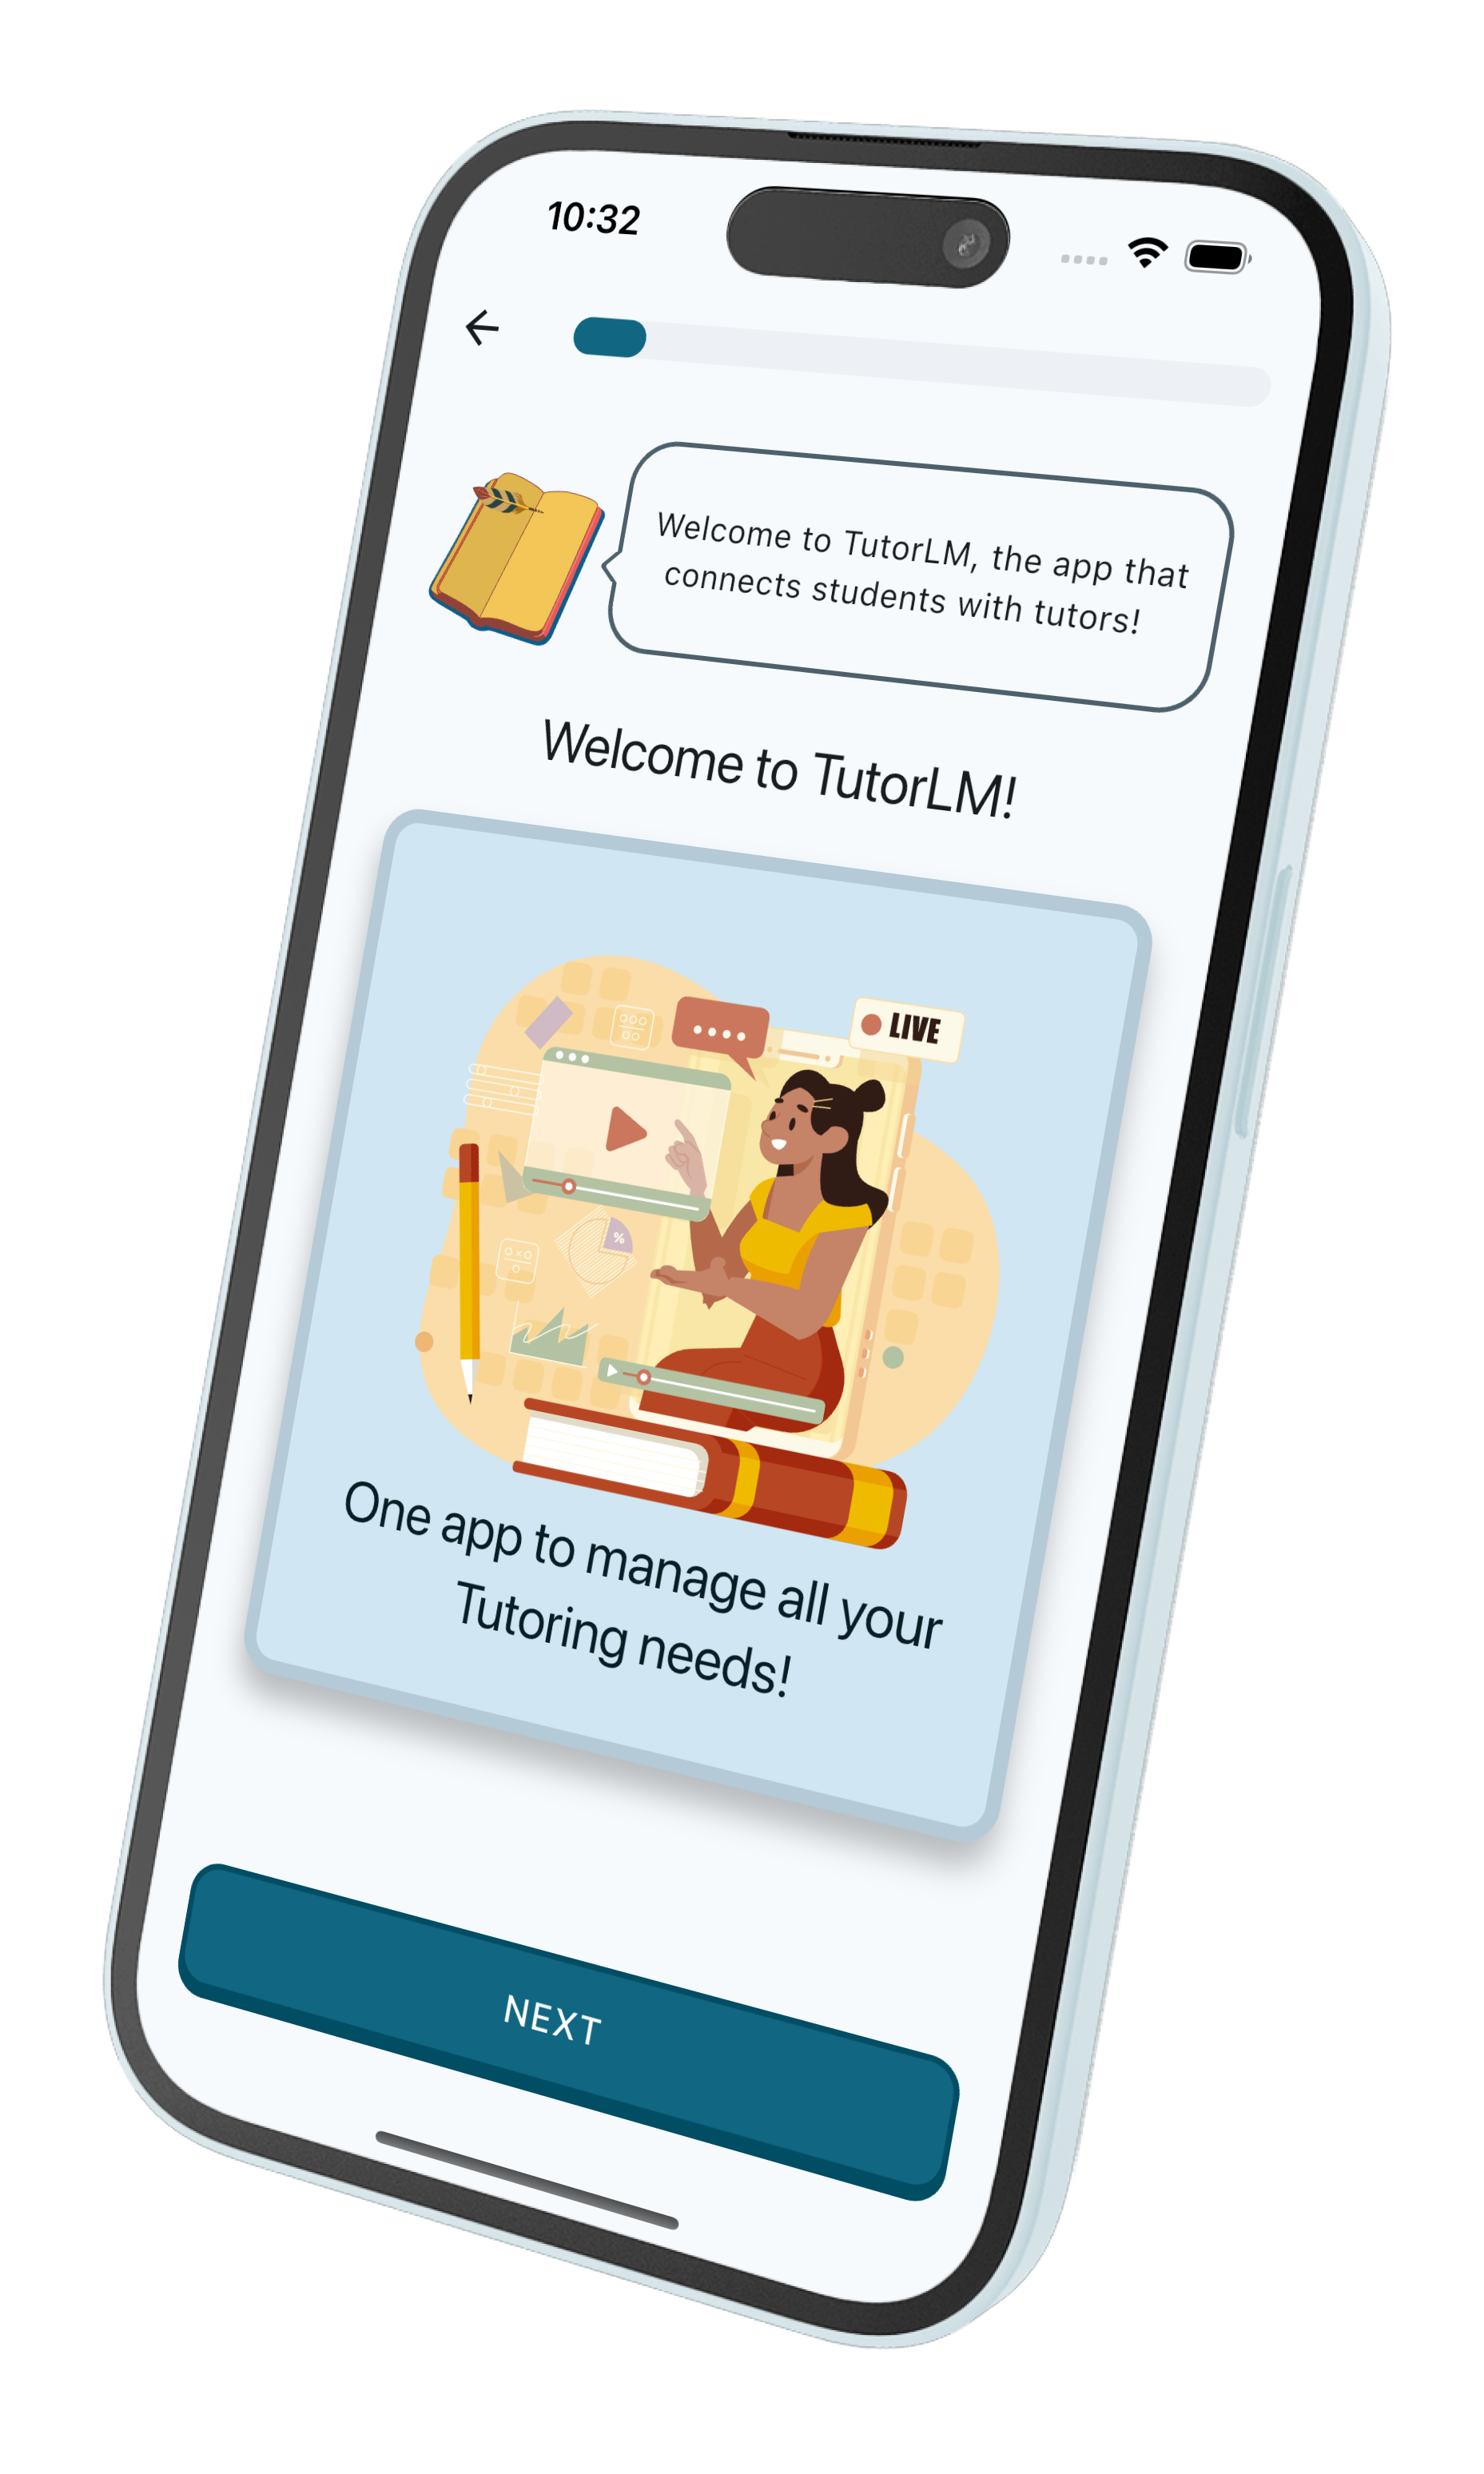 10:32
Welcome to TutorLM, the app that
connects students with tutors!
Welcome to TutorLM!
LIVE
%
One app to manage all your
Tutoring needs!
NEXT